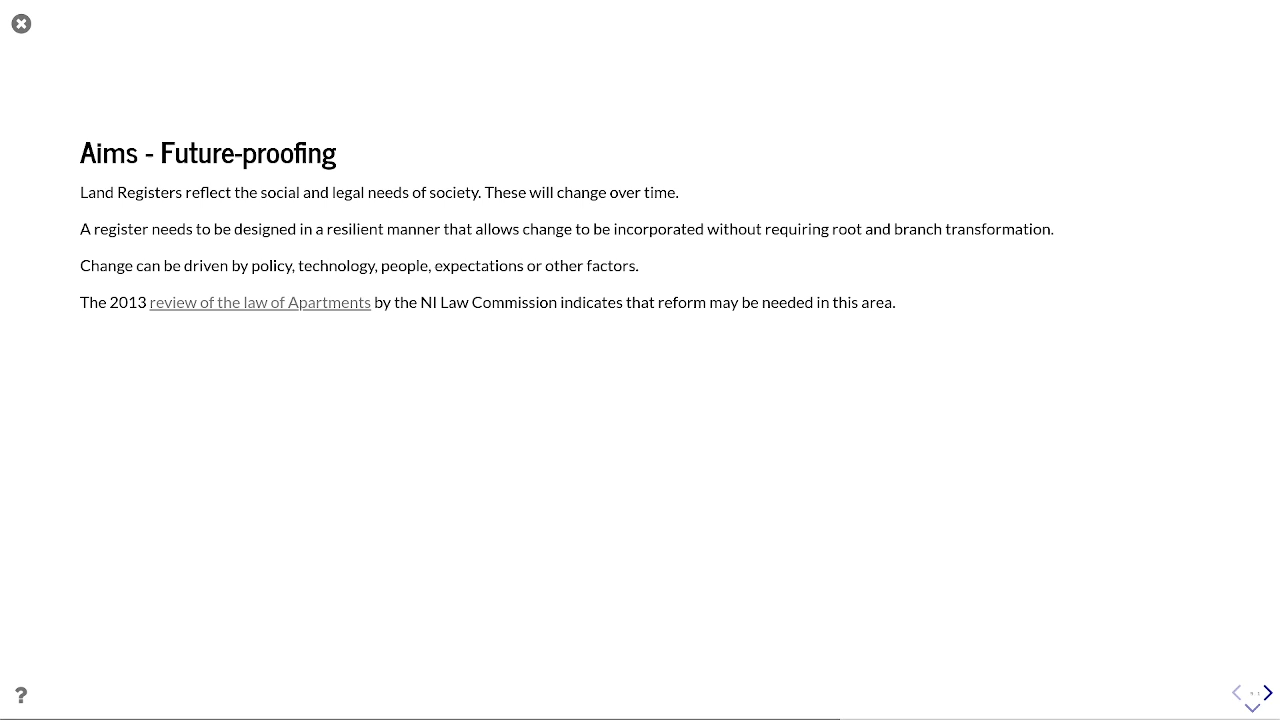 Aims - Future-proofing
Land Registers reflect the social and legal needs of society. These will change over time.
A register needs to be designed in a resilient manner that allows change to be incorporated without requiring root and branch transformation.
Change can be driven by policy, technology, people, expectations or other factors.
The 2013 review of the law of Apartments by the NI Law Commission indicates that reform may be needed in this area.
?